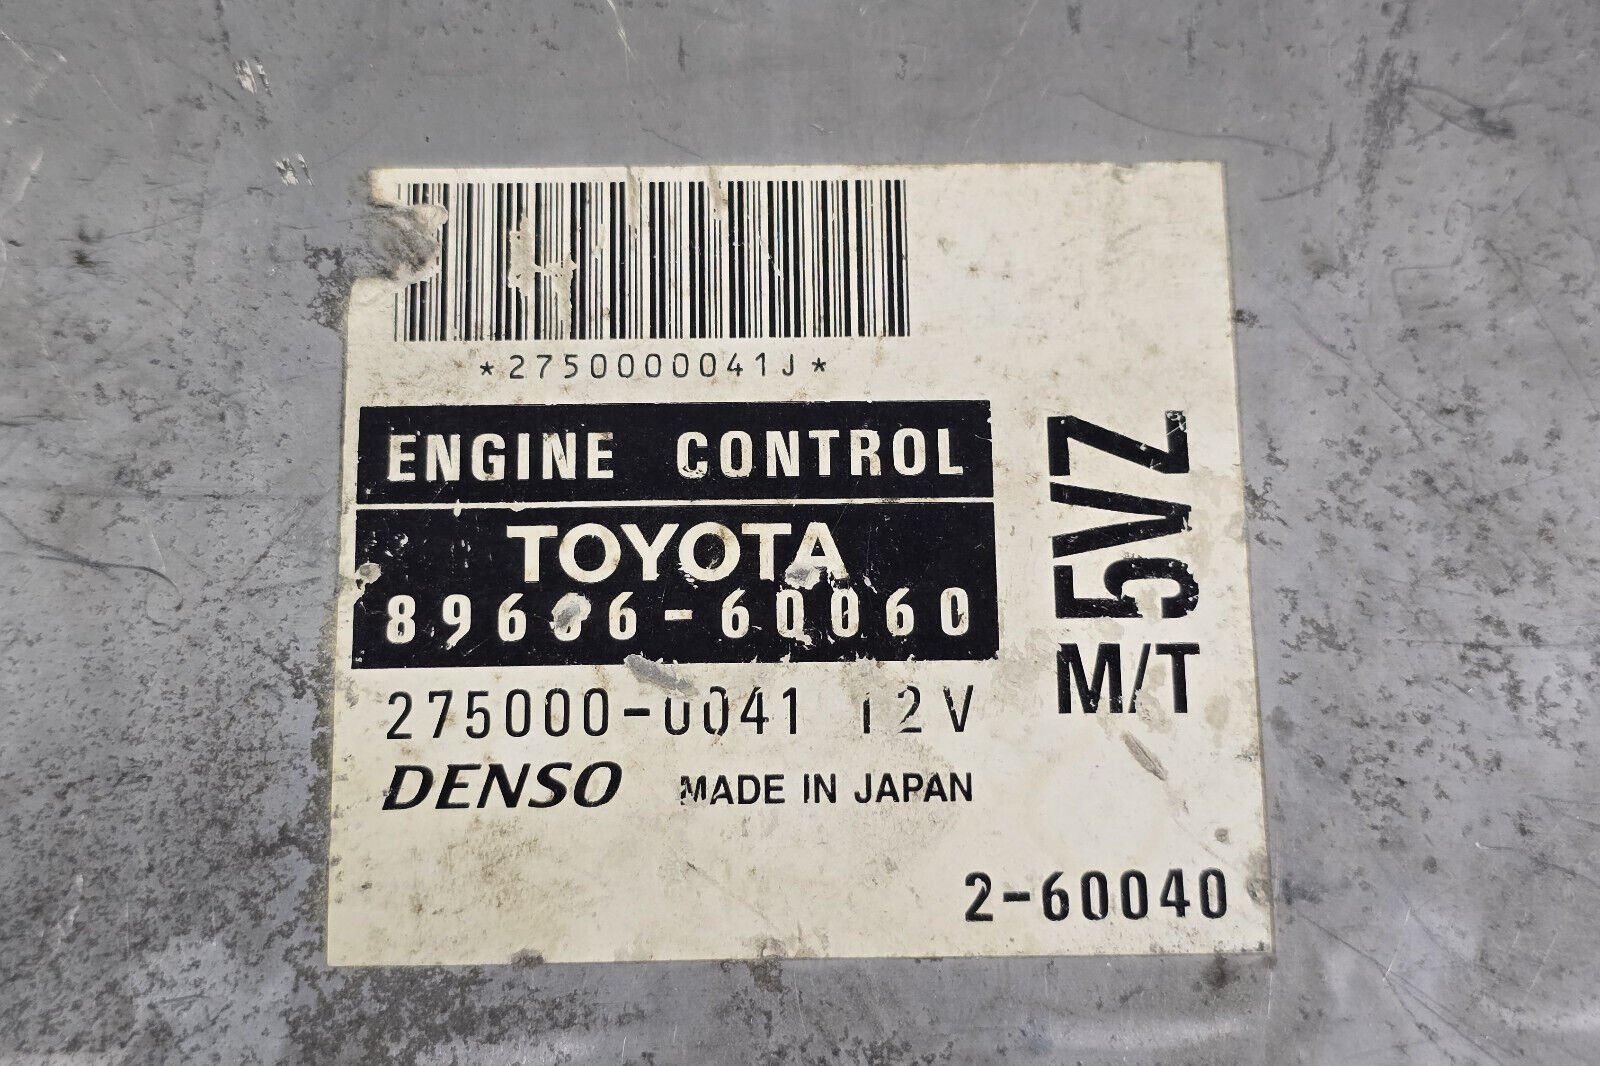 *2750000041J*
ENGINE CONTROL
TOYOTA
89666-60060
275000-0041 12V
DENSO MADE IN JAPAN
5VZ
M/T
2-60040